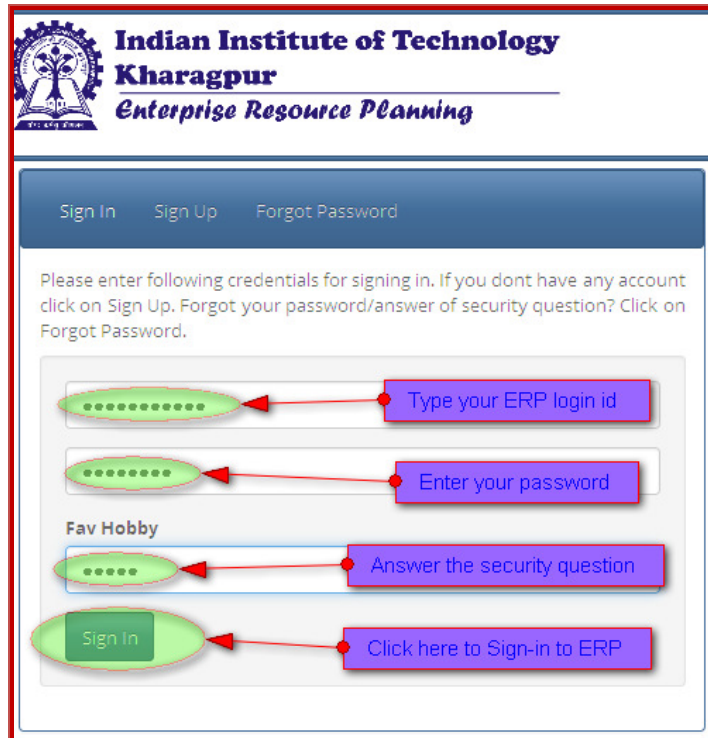 Indian Institute of Technology
Kharagpur
Enterprise Resource Planning
Sign In Sign Up Forgot Password
Please enter following credentials for signing in. If you dont have any account
click on Sign Up. Forgot your password/answer of security question? Click on
Forgot Password.
Type your ERP login id
Enter your password
Fav Hobby
Answer the security question
Sign In
Click here to Sign-in to ERP